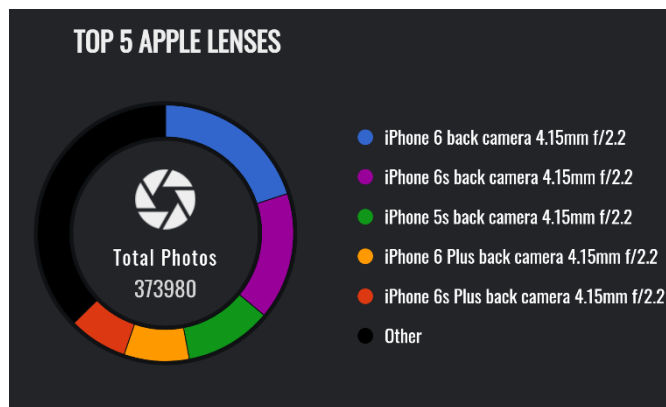 TOP 5 APPLE LENSES
Total Photos
373980
iPhone 6 back camera 4.15mm f/2.2
iPhone 6s back camera 4.15mm f/2.2
iPhone 5s back camera 4.15mm f/2.2
iPhone 6 Plus back camera 4.15mm f/2.2
iPhone 6s Plus back camera 4.15mm f/2.2
Other